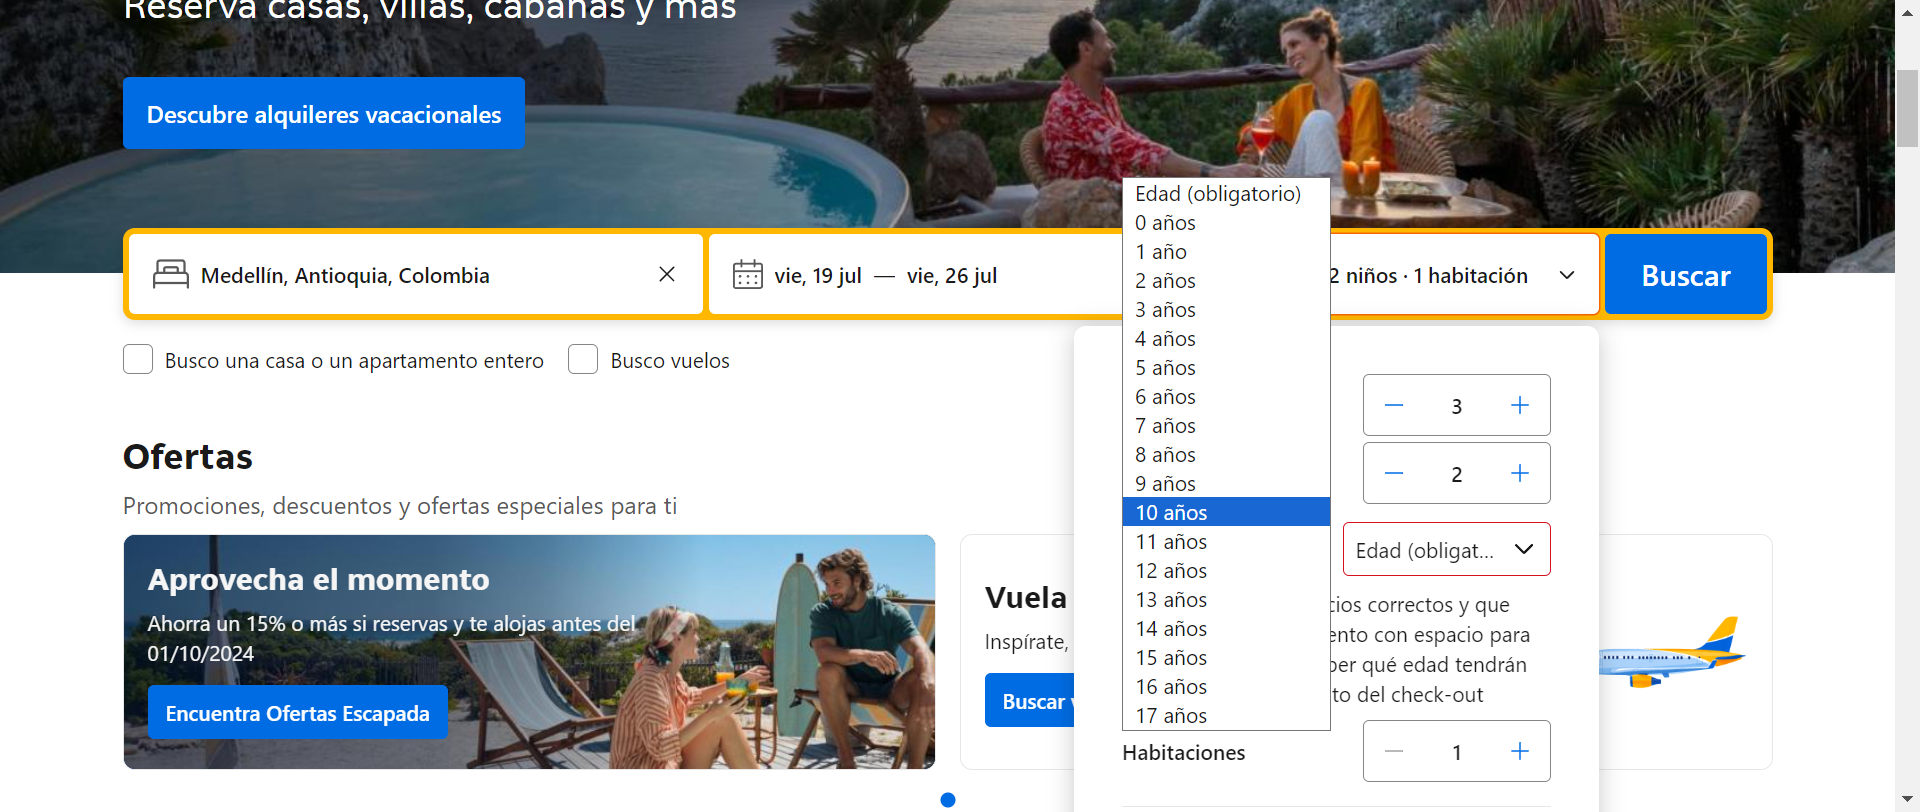 Reserva casas, villas, cabañas y más
Descubre alquileres vacacionales
Medellín, Antioquia, Colombia
vie, 19 jul — vie, 26 jul
2 niños · 1 habitación
Buscar
Busco una casa o un apartamento entero
Busco vuelos
Edad (obligatorio)
0 años
1 año
2 años
3 años
4 años
5 años
6 años
7 años
8 años
9 años
10 años
11 años
12 años
13 años
14 años
15 años
16 años
17 años
3
2
Edad (obligat...
cios correctos y que
ento con espacio para
ber qué edad tendrán
to del check-out
Habitaciones
1
Ofertas
Promociones, descuentos y ofertas especiales para ti
Aprovecha el momento
Ahorra un 15% o más si reservas y te alojas antes del
01/10/2024
Encuentra Ofertas Escapada
Vuela
Inspírate,
Buscar